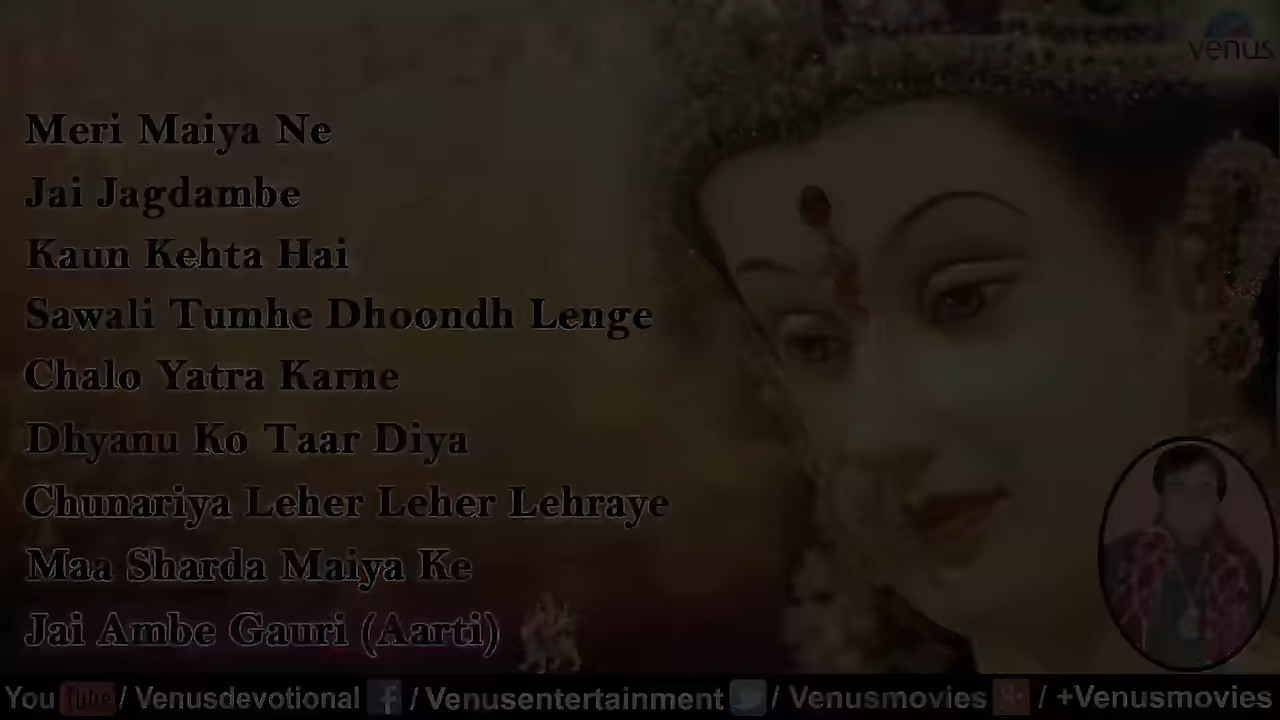 venus
Meri Maiya Ne
Jai Jagdambe
Kaun Kehta Hai
Sawali Tumhe Dhoondh Lenge
Chalo Yatra Karne
Dhyanu Ko Taar Diya
Chunariya Leher Leher Lehraye
Maa Sharda Maiya Ke
Jai Ambe Gauri (Aarti)
You Tube / Venusdevotional f / Venusentertainment / Venusmovies g+ / +Venusmovies